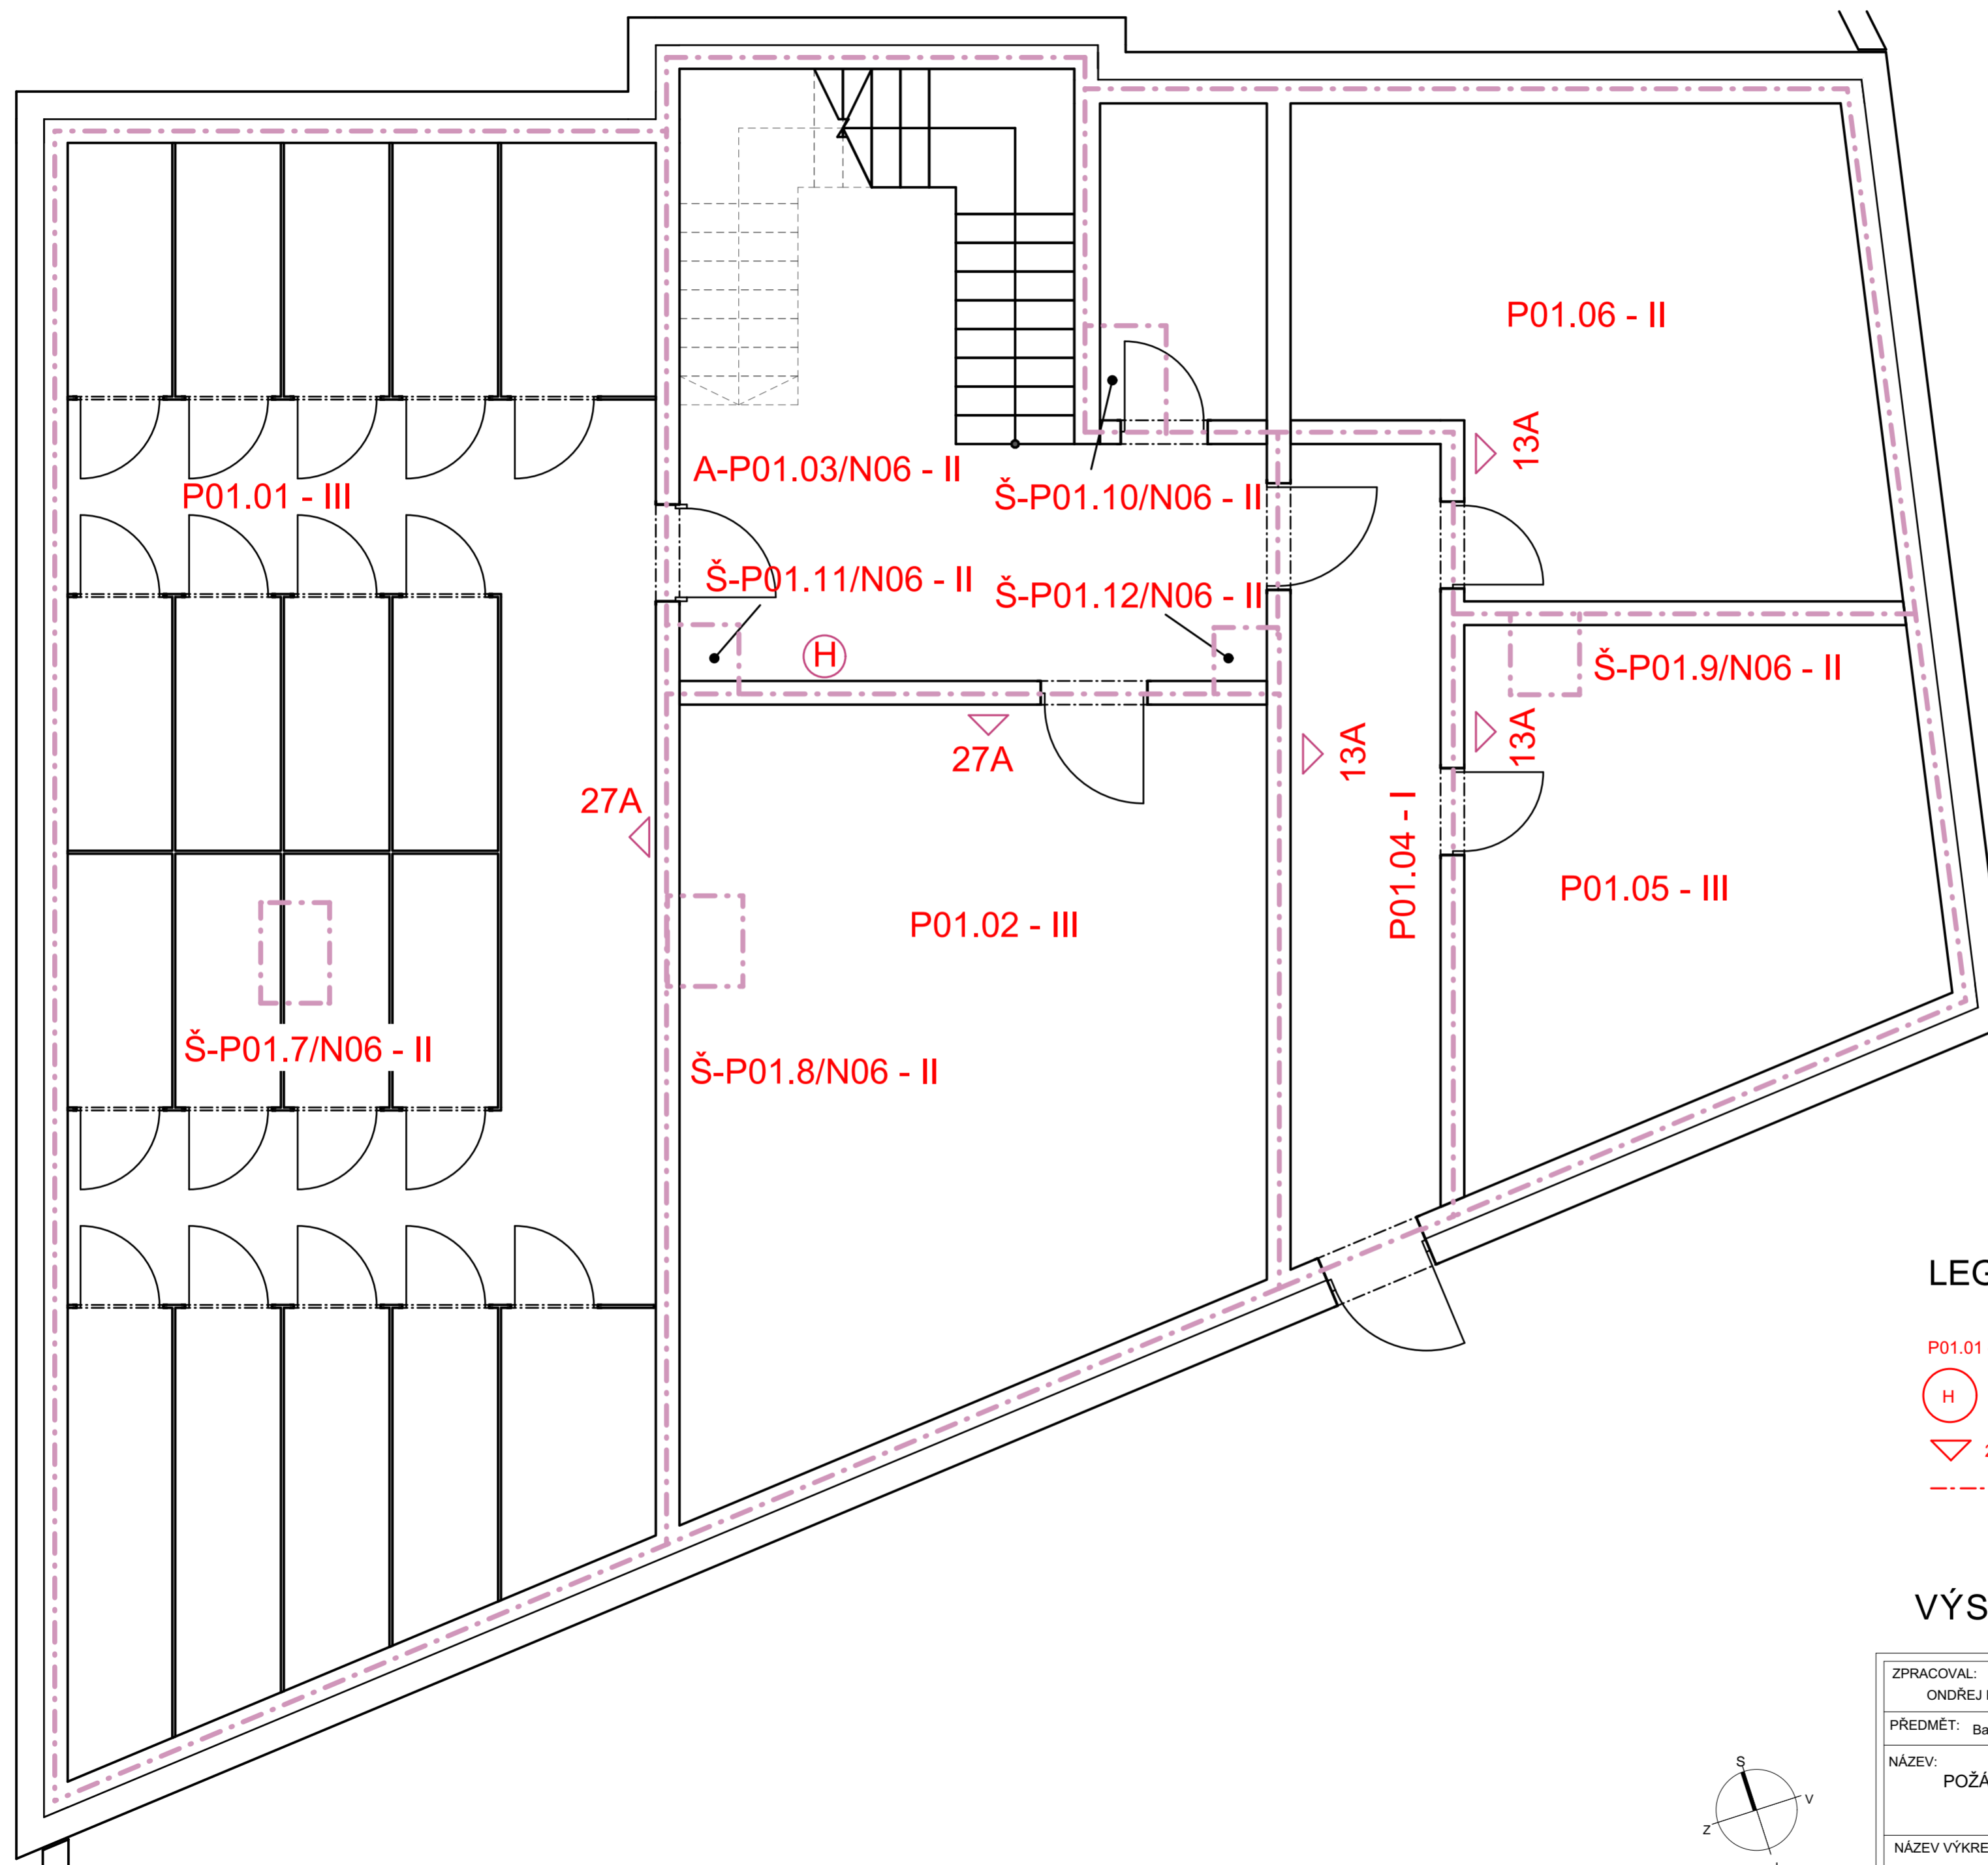 P01.06 - II
13A
A-P01.03/N06 - II
P01.01 - III
Š-P01.10/N06 - II
Š-P01.11/N06 - II
Š-P01.12/N06 - II
H
Š-P01.9/N06 - II
13A
13A
27A
27A
P01.04 - I
P01.05 - III
P01.02 - III
Š-P01.7/N06 - II
Š-P01.8/N06 - II
P01.01
H
VÝS
ZPRACOVAL:
ONDŘEJ
PŘEDMĚT: Ba
NÁZEV:
POŽÁ
S
V
Z
NÁZEV VÝKRE